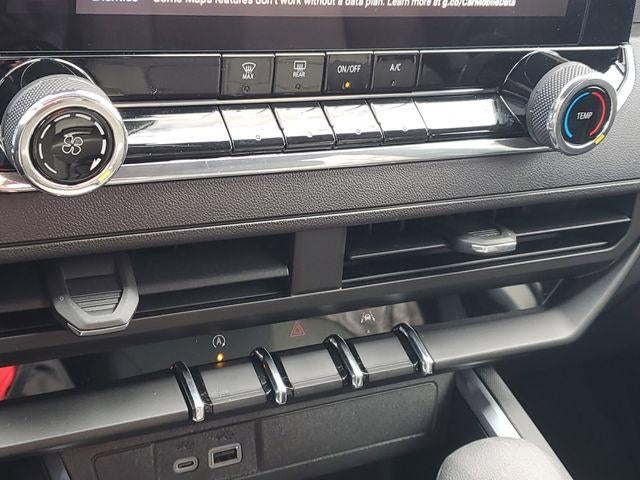 Some Maps features don't work without a data plan. Learn more at g.co/CarMobileData
MAX
REAR
ON/OFF
A/C
TEMP
A